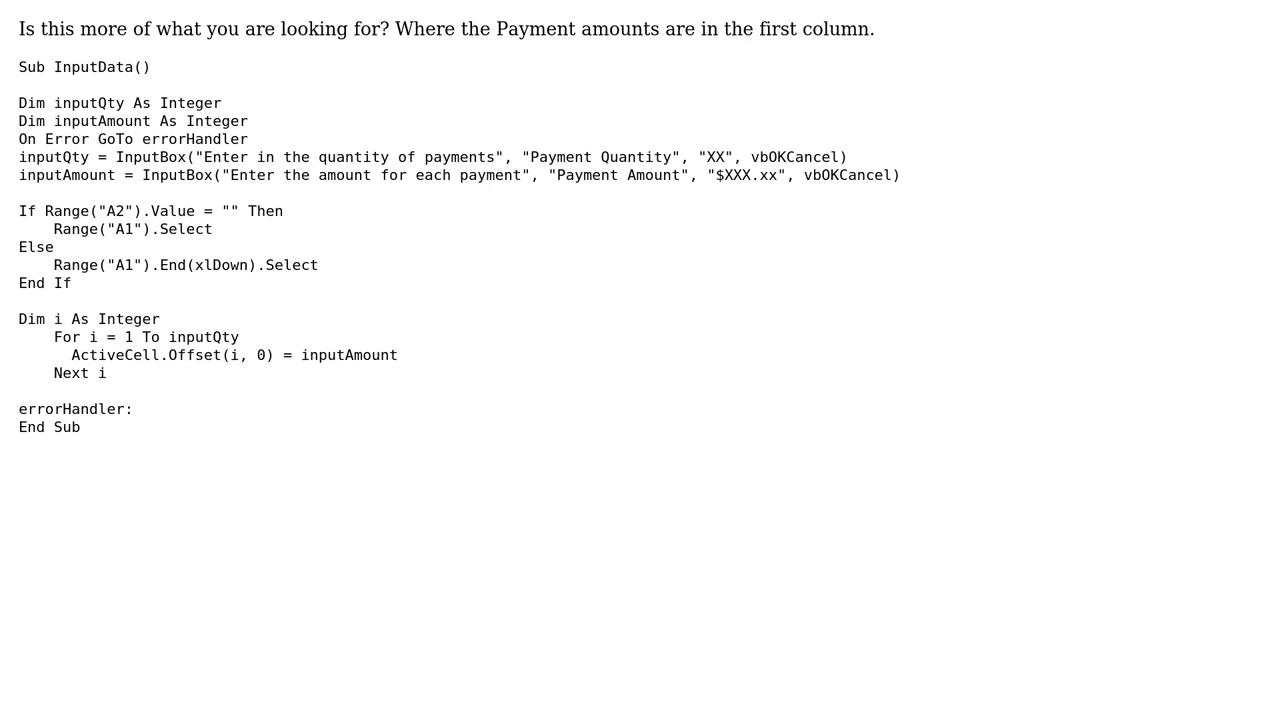 Is this more of what you are looking for? Where the Payment amounts are in the first column.
Sub InputData()
Dim inputQty As Integer
Dim inputAmount As Integer
On Error GoTo errorHandler
inputQty = InputBox("Enter in the quantity of payments", "Payment Quantity", "XX", vbOKCancel)
inputAmount = InputBox("Enter the amount for each payment", "Payment Amount", "$XXX.xx", vbOKCancel)
If Range("A2").Value = "" Then
    Range("A1").Select
Else
    Range("A1").End(xlDown).Select
End If
Dim i As Integer
    For i = 1 To inputQty
      ActiveCell.Offset(i, 0) = inputAmount
    Next i
errorHandler:
End Sub